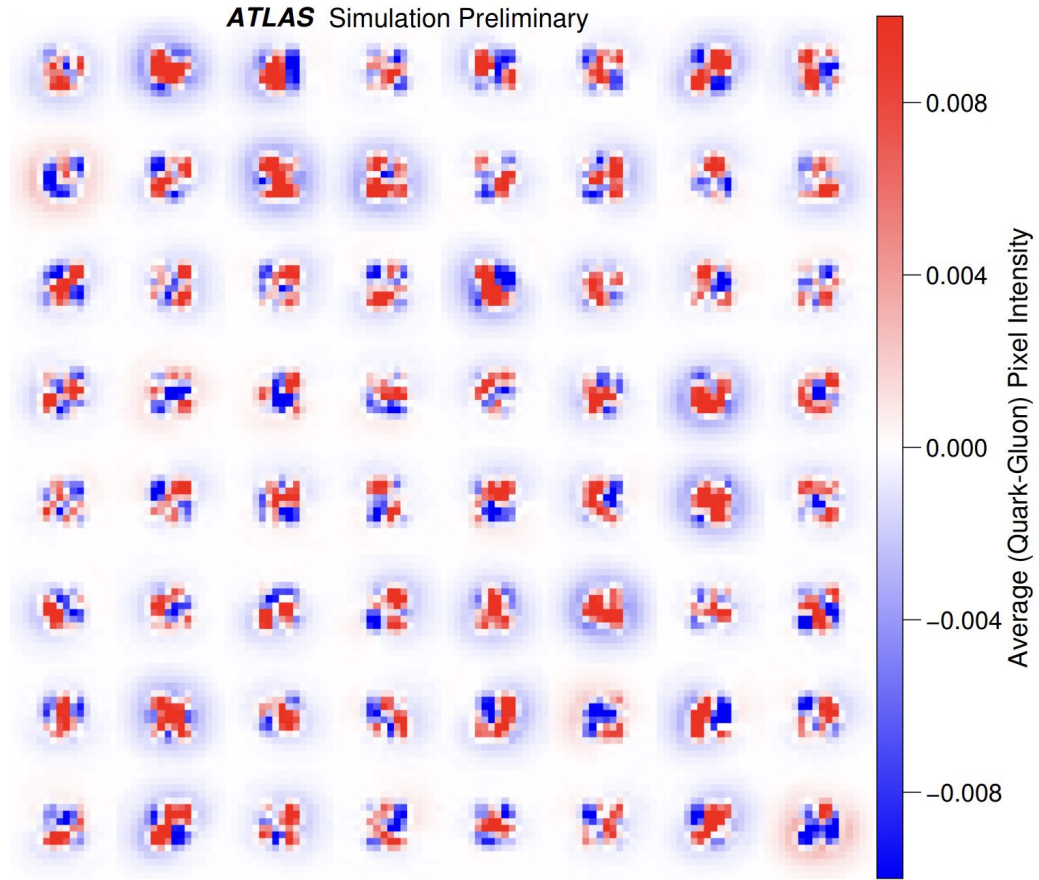 ATLAS Simulation Preliminary
0.008
0.004
0.000
−0.004
−0.008
Average (Quark-Gluon) Pixel Intensity